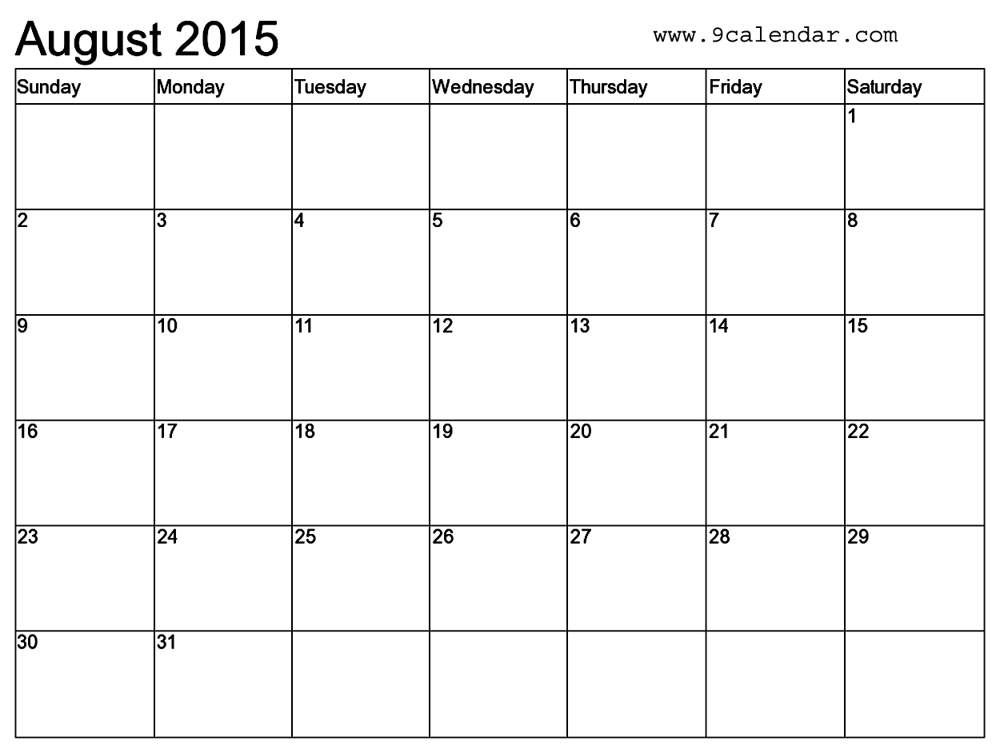 August 2015 www.9calendar.com
Sunday Monday Tuesday Wednesday Thursday Friday Saturday
1
2 3 4 5 6 7 8
9 10 11 12 13 14 15
16 17 18 19 20 21 22
23 24 25 26 27 28 29
30 31